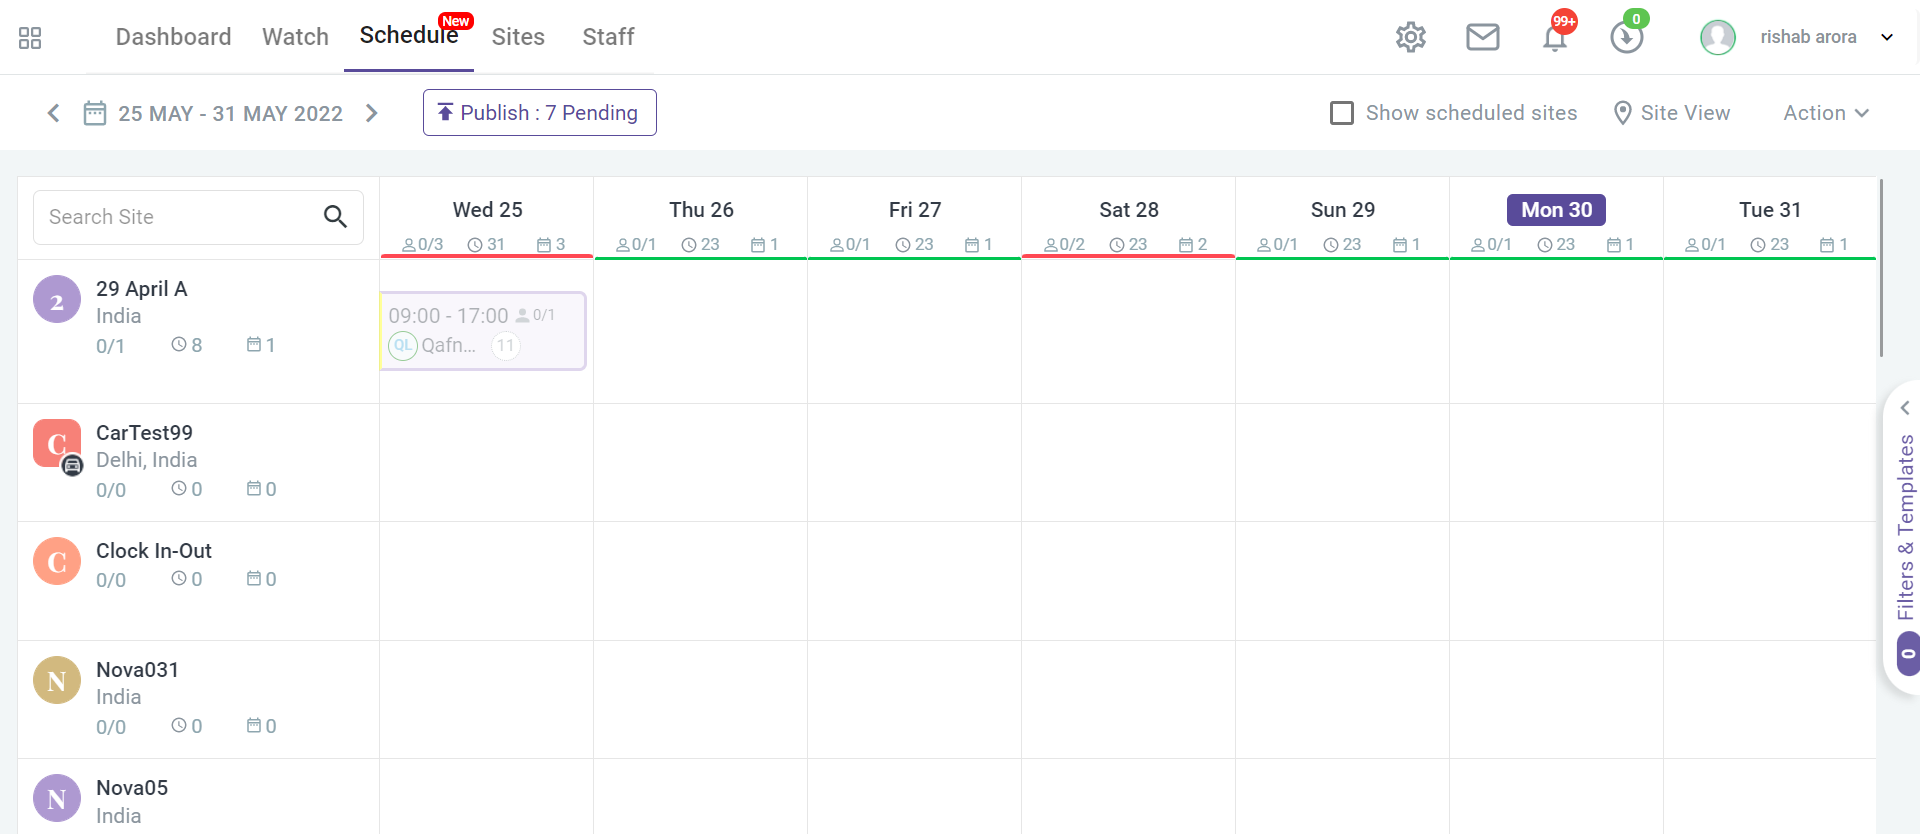 Dashboard Watch Schedule New Sites Staff 99+ 0 rishab arora
25 MAY - 31 MAY 2022 Publish : 7 Pending Show scheduled sites Site View Action
Search Site Wed 25 Thu 26 Fri 27 Sat 28 Sun 29 Mon 30 Tue 31
0/3 31 3 0/1 23 1 0/1 23 1 0/2 23 2 0/1 23 1 0/1 23 1 0/1 23 1
2 29 April A
India
0/1 8 1
09:00 - 17:00 0/1
QL Qafn... 11
C CarTest99
Delhi, India
0/0 0 0
C Clock In-Out
0/0 0 0
N Nova031
India
0/0 0 0
N Nova05
India
Filters & Templates 0